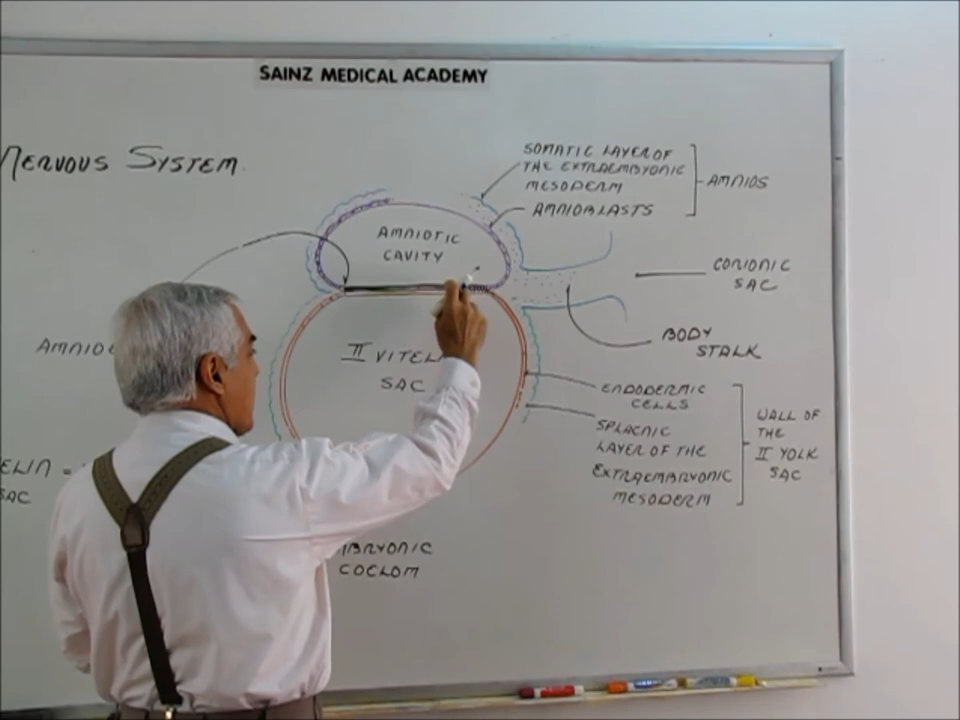 SAINZ MEDICAL ACADEMY
NERVOUS SYSTEM
SOMATIC LAYER OF
THE EXTRAEMBYONIC
MESODERM
AMNIOBLASTS
AMNIOS
AMNIOTIC
CAVITY
CORIONIC
SAC
BODY
STALK
II VITEL
SAC
ENDODERMIC
CELLS
SPLACNIC
LAYER OF THE
EXTRAEMBRYONIC
MESODERM
WALL OF
THE
II YOLK
SAC
AMNIO
ELIN =
SAC
MBRYONIC
COELOM